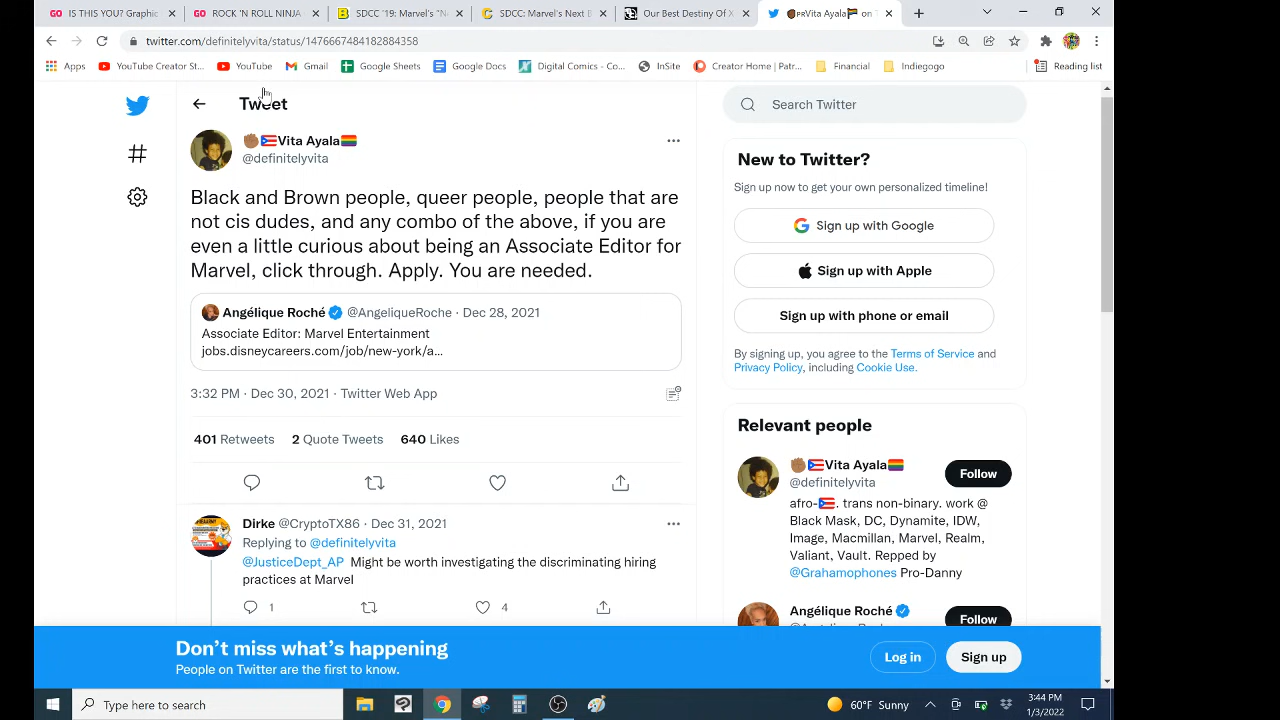 IS THIS YOU? Graphic
ROCK 'N ROLL NINJA
SDCC '19: Marvel's "N
SDCC: Marvel's Next B
Our Best Destiny Of X
Vita Ayala
twitter.com/definitelyvita/status/1476667484182884358
Apps YouTube Creator St... YouTube Gmail Google Sheets Google Docs Digital Comics - Co... InSite Creator Home | Patr... Financial Indiegogo Reading list
Tweet
Search Twitter
Vita Ayala
@definitelyvita
Black and Brown people, queer people, people that are
not cis dudes, and any combo of the above, if you are
even a little curious about being an Associate Editor for
Marvel, click through. Apply. You are needed.
Angélique Roché @AngeliqueRoche · Dec 28, 2021
Associate Editor: Marvel Entertainment
jobs.disneycareers.com/job/new-york/a...
3:32 PM · Dec 30, 2021 · Twitter Web App
401 Retweets 2 Quote Tweets 640 Likes
Dirke @CryptoTX86 · Dec 31, 2021
Replying to @definitelyvita
@JusticeDept_AP Might be worth investigating the discriminating hiring
practices at Marvel
1 4
New to Twitter?
Sign up now to get your own personalized timeline!
Sign up with Google
Sign up with Apple
Sign up with phone or email
By signing up, you agree to the Terms of Service and
Privacy Policy, including Cookie Use.
Relevant people
Vita Ayala
@definitelyvita
Follow
afro-🇵🇷. trans non-binary. work @
Black Mask, DC, Dynamite, IDW,
Image, Macmillan, Marvel, Realm,
Valiant, Vault. Repped by
@Grahamophones Pro-Danny
Angélique Roché
Follow
Don't miss what's happening
People on Twitter are the first to know.
Log in
Sign up
Type here to search
60°F Sunny
3:44 PM
1/3/2022